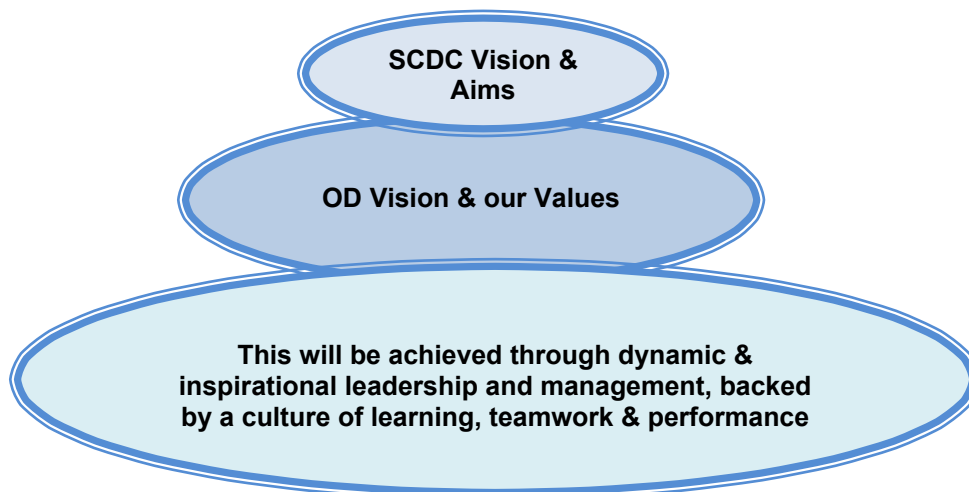 SCDC Vision &
Aims
OD Vision & our Values
This will be achieved through dynamic &
inspirational leadership and management, backed
by a culture of learning, teamwork & performance